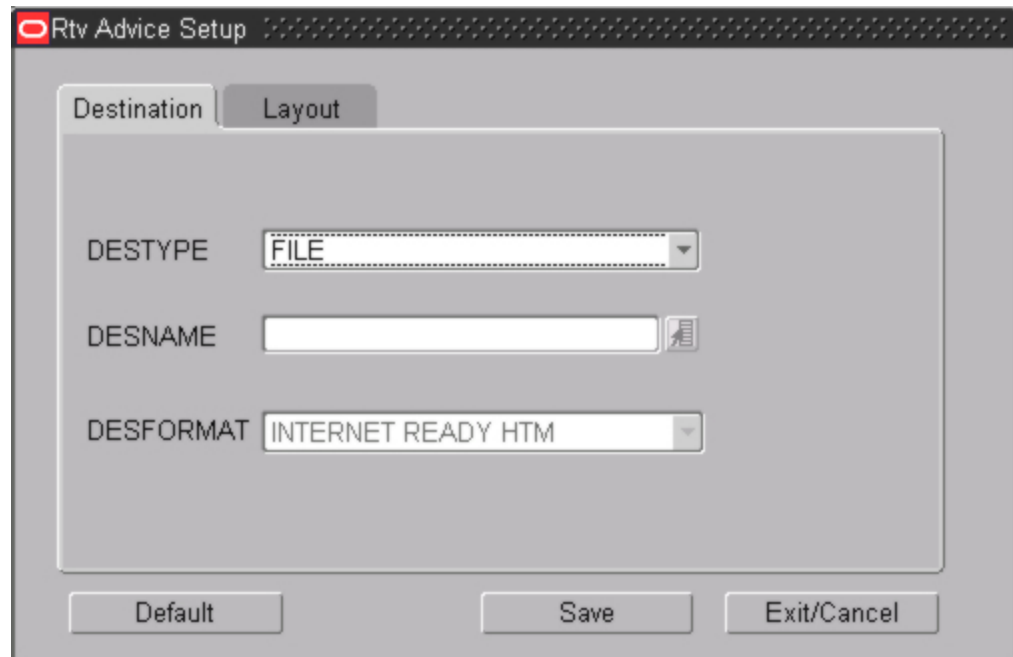 Rtv Advice Setup
Destination Layout
DESTYPE FILE
DESNAME
DESFORMAT INTERNET READY HTM
Default Save Exit/Cancel